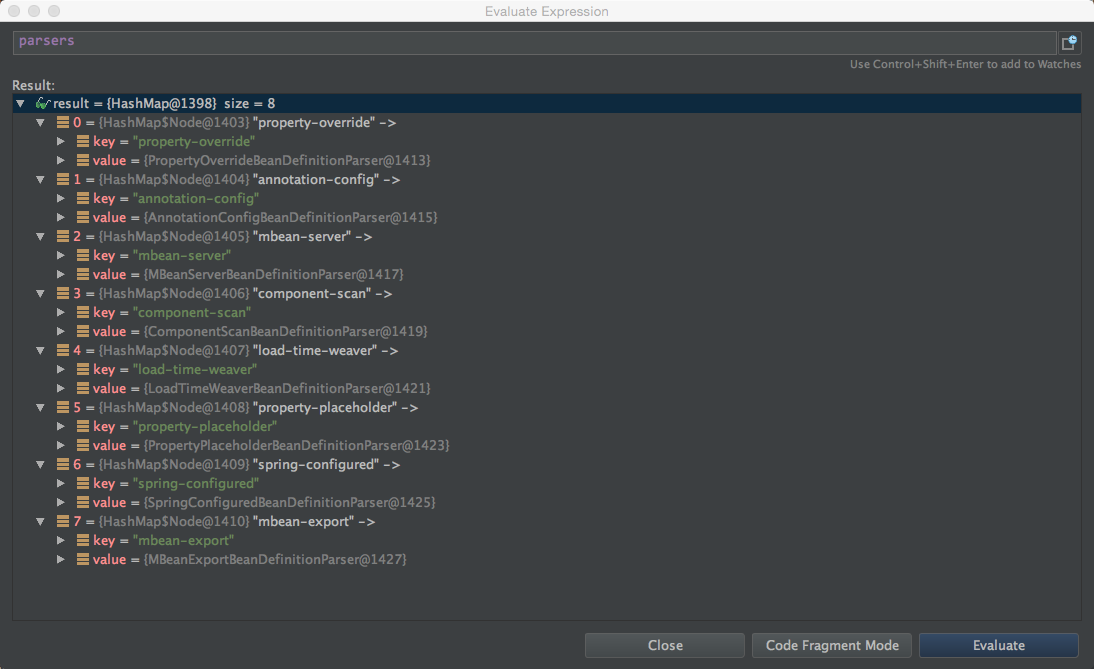 Evaluate Expression
parsers
Use Control+Shift+Enter to add to Watches
Result:
result = {HashMap@1398} size = 8
0 = {HashMap$Node@1403} "property-override" ->
key = "property-override"
value = {PropertyOverrideBeanDefinitionParser@1413}
1 = {HashMap$Node@1404} "annotation-config" ->
key = "annotation-config"
value = {AnnotationConfigBeanDefinitionParser@1415}
2 = {HashMap$Node@1405} "mbean-server" ->
key = "mbean-server"
value = {MBeanServerBeanDefinitionParser@1417}
3 = {HashMap$Node@1406} "component-scan" ->
key = "component-scan"
value = {ComponentScanBeanDefinitionParser@1419}
4 = {HashMap$Node@1407} "load-time-weaver" ->
key = "load-time-weaver"
value = {LoadTimeWeaverBeanDefinitionParser@1421}
5 = {HashMap$Node@1408} "property-placeholder" ->
key = "property-placeholder"
value = {PropertyPlaceholderBeanDefinitionParser@1423}
6 = {HashMap$Node@1409} "spring-configured" ->
key = "spring-configured"
value = {SpringConfiguredBeanDefinitionParser@1425}
7 = {HashMap$Node@1410} "mbean-export" ->
key = "mbean-export"
value = {MBeanExportBeanDefinitionParser@1427}
Close Code Fragment Mode Evaluate